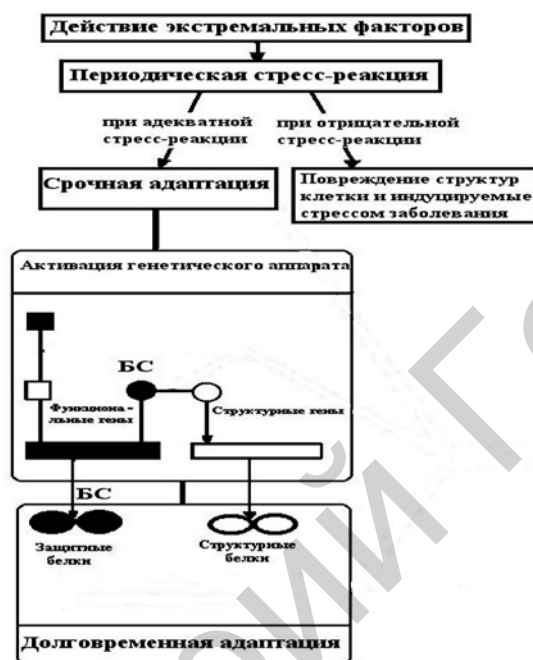 Действие экстремальных факторов
Периодическая стресс-реакция
при адекватной
стресс-реакции
при отрицательной
стресс-реакции
Срочная адаптация
Повреждение структур
клетки и индуцируемые
стрессом заболевания
Активация генетического аппарата
БС
Функциона-
льные гены
Структурные гены
БС
Защитные
белки
Структурные
белки
Долговременная адаптация